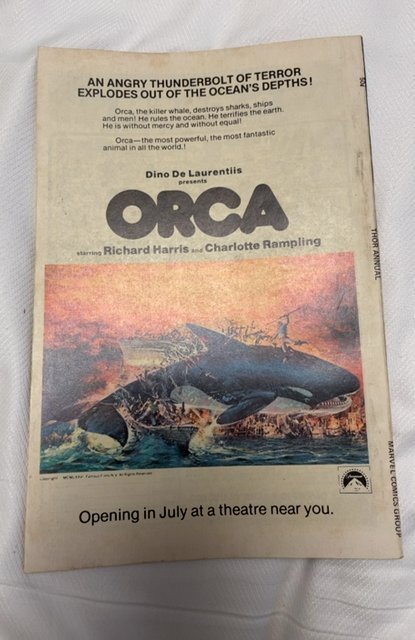 AN ANGRY THUNDERBOLT OF TERROR
EXPLODES OUT OF THE OCEAN'S DEPTHS!
Orca, the killer whale, destroys sharks, ships
and men! He rules the ocean. He terrifies the earth.
He is without mercy and without equal!
Orca—the most powerful, the most fantastic
animal in all the world!
Dino De Laurentiis
presents
ORCA
starring Richard Harris and Charlotte Rampling
All Rights Reserved
Opening in July at a theatre near you.
THOR ANNUAL
MARVEL COMICS GROUP